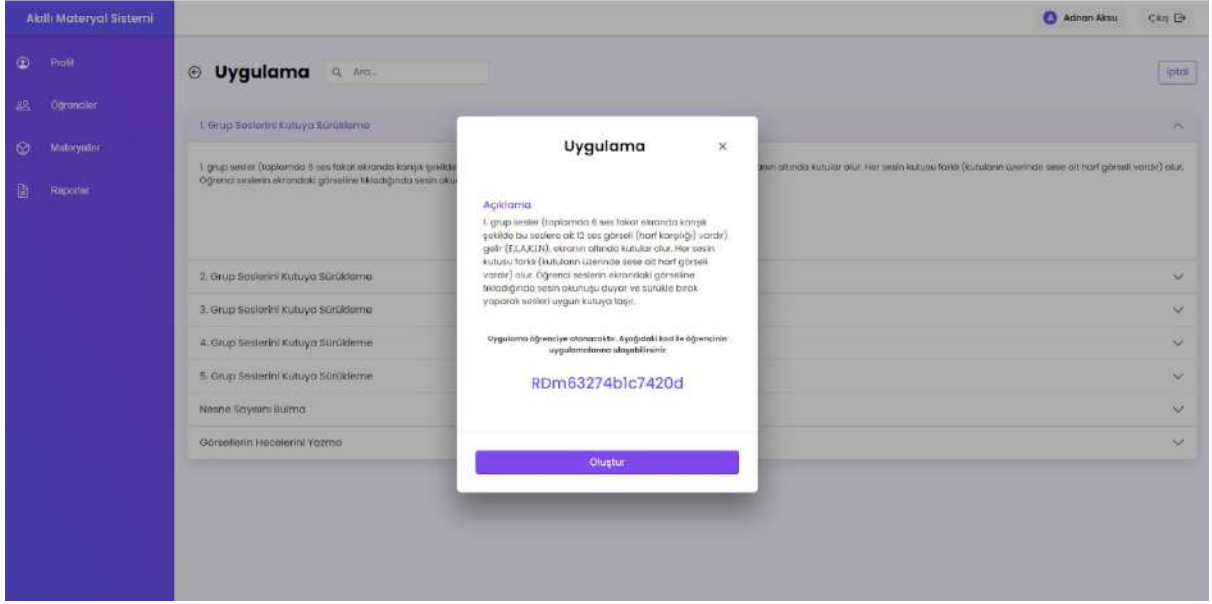 Akıllı Materyal Sistemi
Adnan Aksu
Çıkış
Profil
Uygulama
Ara...
iptal
Öğrenciler
1. Grup Seslerini Kutuya Sürükleme
Materyaller
1. grup sesler (toplamda 6 ses fakat ekranda karışık şekilde
altında kutular olur. Her sesin kutusu farklı (kutuların üzerinde sese ait harf görseli vardır) olur.
Öğrenci seslerin ekrandaki görseline tıkladığında sesin
Raporlar
2. Grup Seslerini Kutuya Sürükleme
3. Grup Seslerini Kutuya Sürükleme
4. Grup Seslerini Kutuya Sürükleme
5. Grup Seslerini Kutuya Sürükleme
Nesne Sayısını Bulma
Görsellerin Hecelerini Yazma
Uygulama
Açıklama
1. grup sesler (toplamda 6 ses fakat ekranda karışık
şekilde bu seslere ait 12 ses görseli (harf karşılığı) vardır)
gelir (E,L,A,K,İ,N), ekranın altında kutular olur. Her sesin
kutusu farklı (kutuların üzerinde sese ait harf görseli
vardır) olur. Öğrenci seslerin ekrandaki görseline
tıkladığında sesin okunuşu duyar ve sürükle bırak
yaparak sesleri uygun kutuya taşır.
Uygulama öğrenciye atanacaktır. Aşağıdaki kod ile öğrencinin
uygulamalarına ulaşabilirsiniz
RDm63274b1c7420d
Oluştur